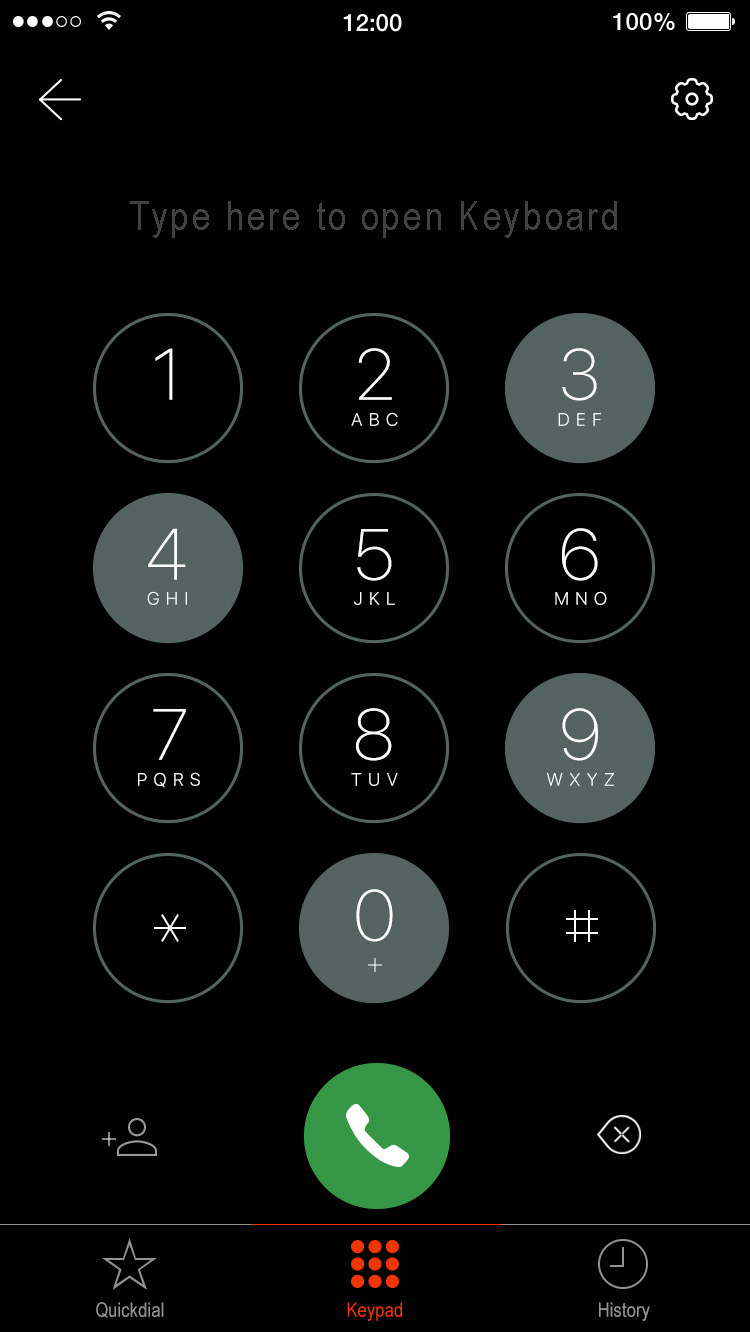 12:00 100%
Type here to open Keyboard
1 2 3
ABC DEF
4 5 6
GHI JKL MNO
7 8 9
PQRS TUV WXYZ
* 0 #
+
Quickdial Keypad History